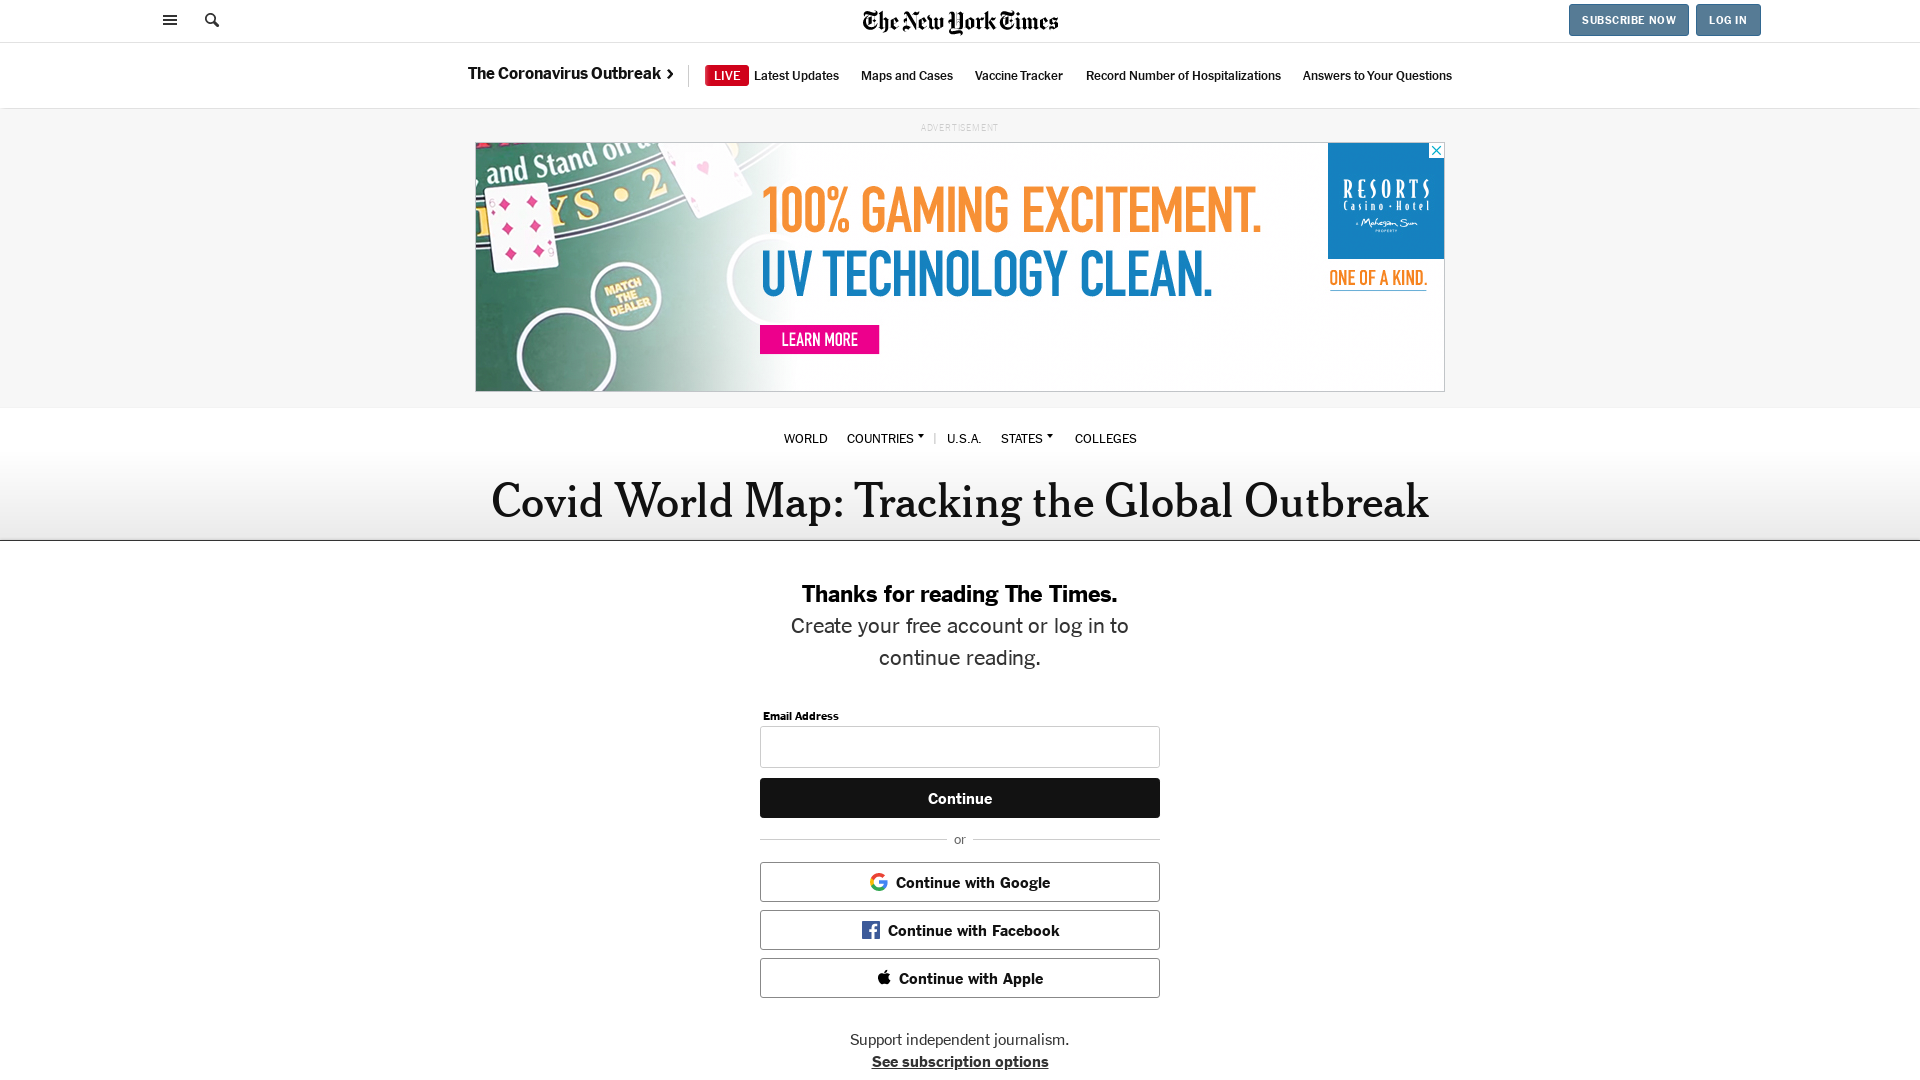 The New York Times
SUBSCRIBE NOW
LOG IN
The Coronavirus Outbreak
LIVE Latest Updates
Maps and Cases
Vaccine Tracker
Record Number of Hospitalizations
Answers to Your Questions
ADVERTISEMENT
and Stand on a
YS • 2
6
6
MATCH
THE
DEALER
100% GAMING EXCITEMENT.
UV TECHNOLOGY CLEAN.
LEARN MORE
RESORTS
Casino • Hotel
a Mohegan Sun
PROPERTY
ONE OF A KIND.
WORLD
COUNTRIES
U.S.A.
STATES
COLLEGES
Covid World Map: Tracking the Global Outbreak
Thanks for reading The Times.
Create your free account or log in to
continue reading.
Email Address
Continue
or
Continue with Google
Continue with Facebook
Continue with Apple
Support independent journalism.
See subscription options